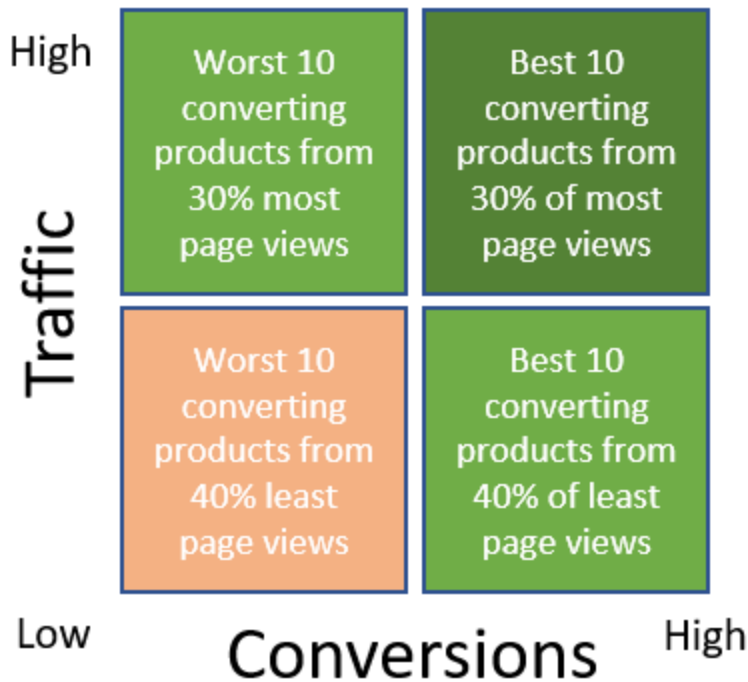 High
Worst 10
converting
products from
30% most
page views
Best 10
converting
products from
30% of most
page views
Traffic
Worst 10
converting
products from
40% least
page views
Best 10
converting
products from
40% of least
page views
Low
Conversions
High